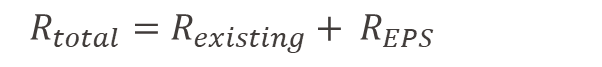 R_total = R_existing + R_EPS